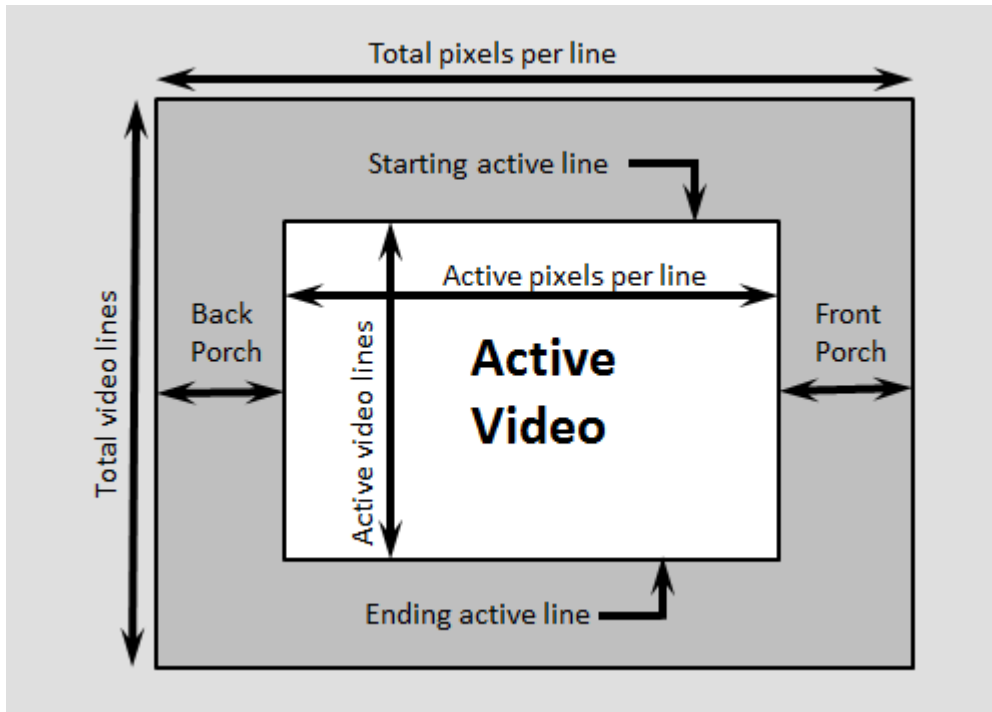 Total pixels per line
Starting active line
Active pixels per line
Back
Porch
Front
Porch
Total video lines
Active video lines
Active
Video
Ending active line